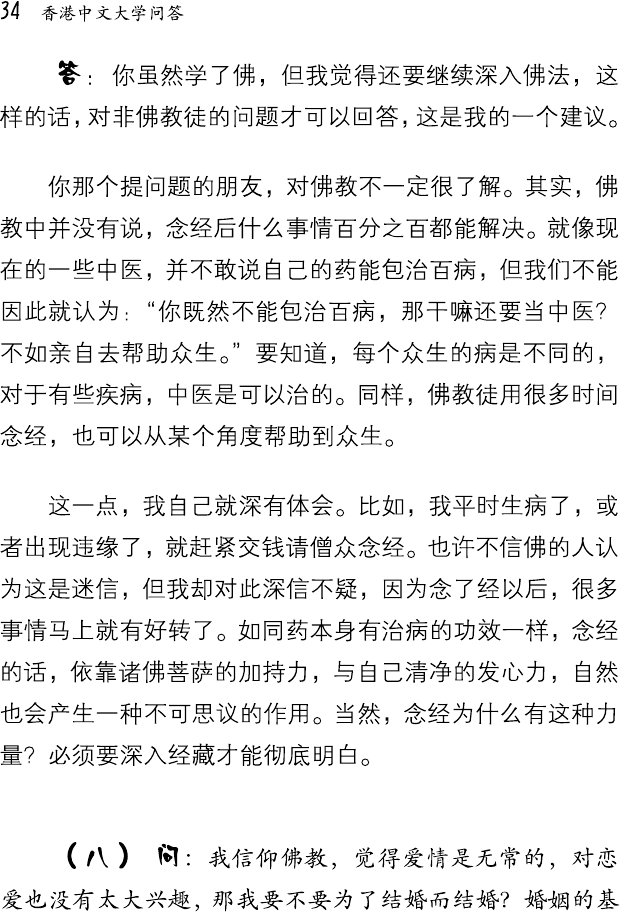 34 香港中文大学问答
答：你虽然学了佛，但我觉得还要继续深入佛法，这
样的话，对非佛教徒的问题才可以回答，这是我的一个建议。
你那个提问题的朋友，对佛教不一定很了解。其实，佛
教中并没有说，念经后什么事情百分之百都能解决。就像现
在的一些中医，并不敢说自己的药能包治百病，但我们不能
因此就认为：“你既然不能包治百病，那干嘛还要当中医？
不如亲自去帮助众生。”要知道，每个众生的病是不同的，
对于有些疾病，中医是可以治的。同样，佛教徒用很多时间
念经，也可以从某个角度帮助到众生。
这一点，我自己就深有体会。比如，我平时生病了，或
者出现违缘了，就赶紧交钱请僧众念经。也许不信佛的人认
为这是迷信，但我却对此深信不疑，因为念了经以后，很多
事情马上就有好转了。如同药本身有治病的功效一样，念经
的话，依靠诸佛菩萨的加持力，与自己清净的发心力，自然
也会产生一种不可思议的作用。当然，念经为什么有这种力
量？必须要深入经藏才能彻底明白。
（八）问：我信仰佛教，觉得爱情是无常的，对恋
爱也没有太大兴趣，那我要不要为了结婚而结婚？婚姻的基